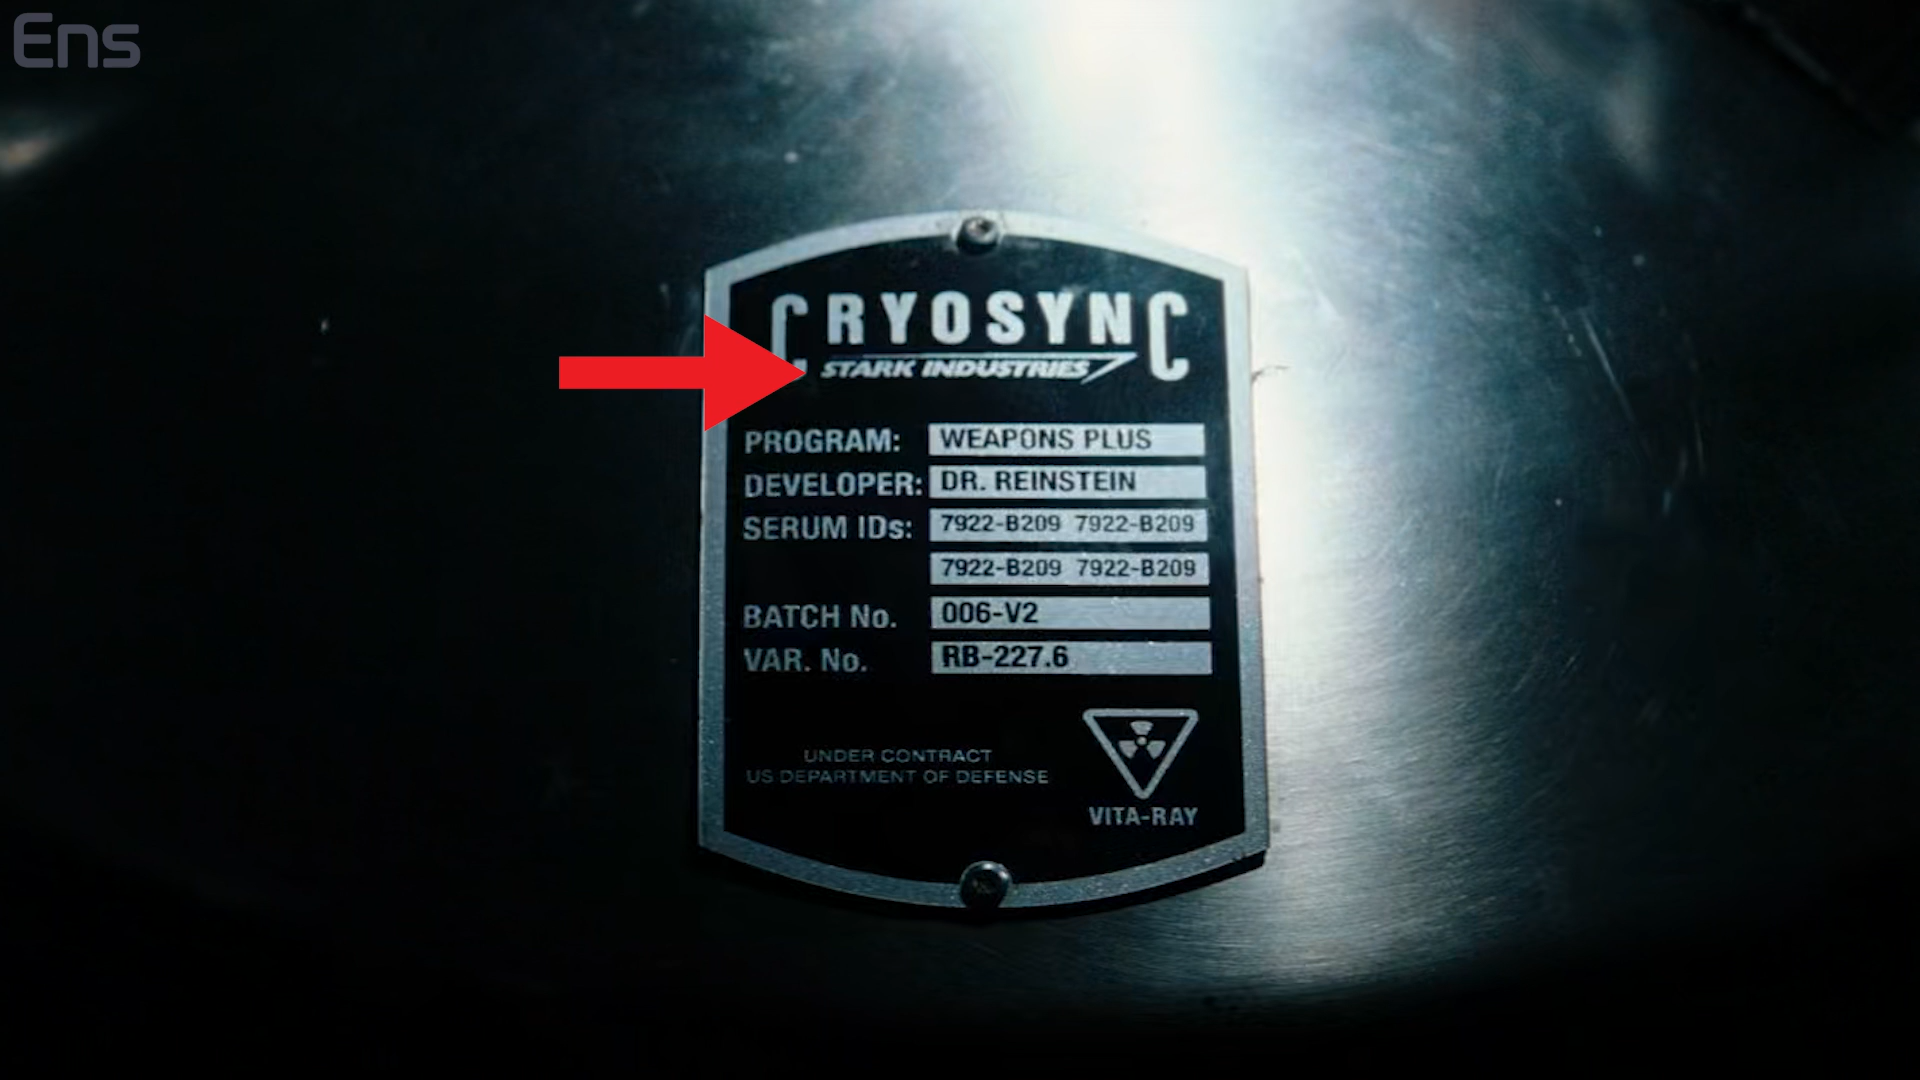 Ens
CRYOSYNC
STARK INDUSTRIES
PROGRAM: WEAPONS PLUS
DEVELOPER: DR. REINSTEIN
SERUM IDs: 7922-B209 7922-B209
7922-B209 7922-B209
BATCH No. 006-V2
VAR. No. RB-227.6
UNDER CONTRACT
US DEPARTMENT OF DEFENSE
VITA-RAY